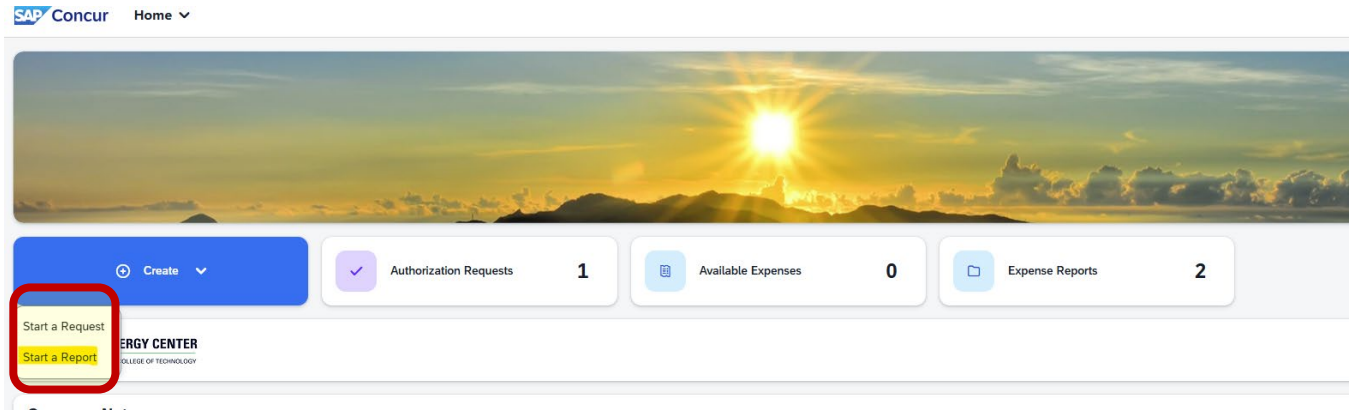 SAP Concur Home
Create
Authorization Requests 1
Available Expenses 0
Expense Reports 2
Start a Request
Start a Report
ERGY CENTER
OLLEGE OF TECHNOLOGY